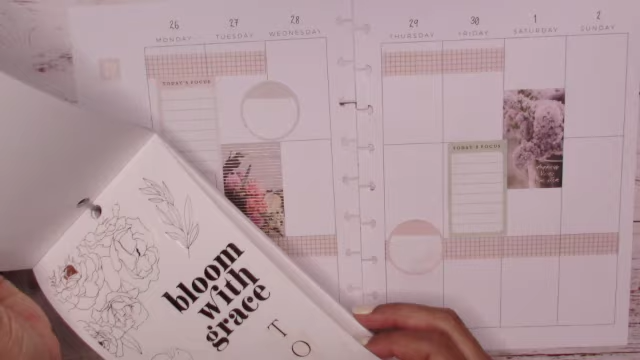 26 27 28 29 30 1 2
MONDAY TUESDAY WEDNESDAY THURSDAY FRIDAY SATURDAY SUNDAY
TODAY'S FOCUS
TODAY'S FOCUS
bloom
with
grace
T
O